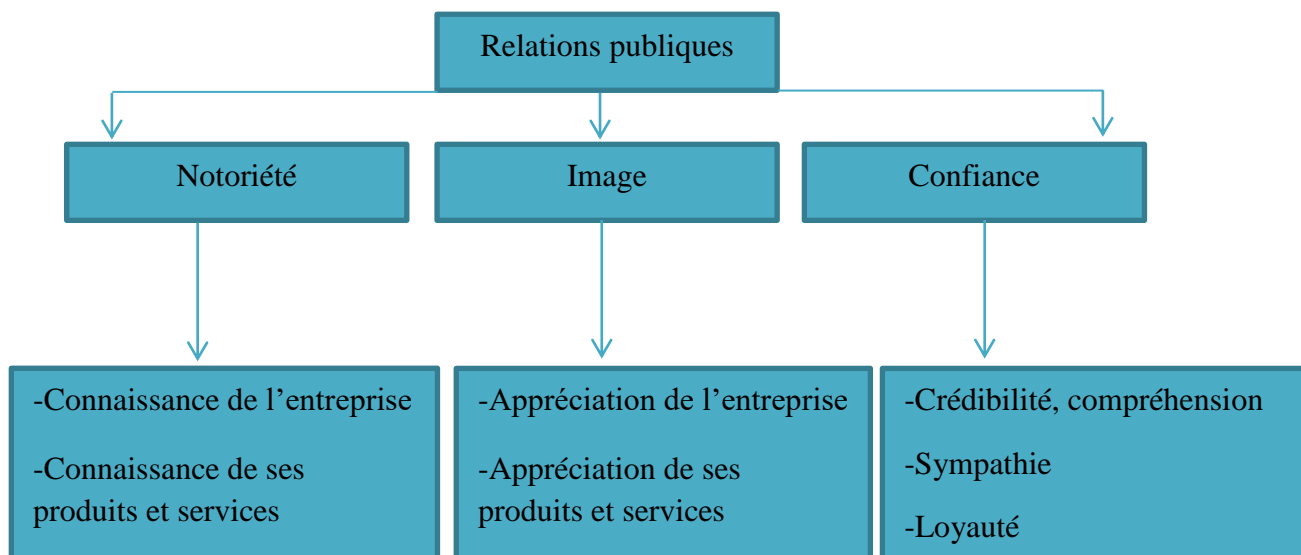 Relations publiques
Notoriété
Image
Confiance
-Connaissance de l’entreprise
-Connaissance de ses
produits et services
-Appréciation de l’entreprise
-Appréciation de ses
produits et services
-Crédibilité, compréhension
-Sympathie
-Loyauté